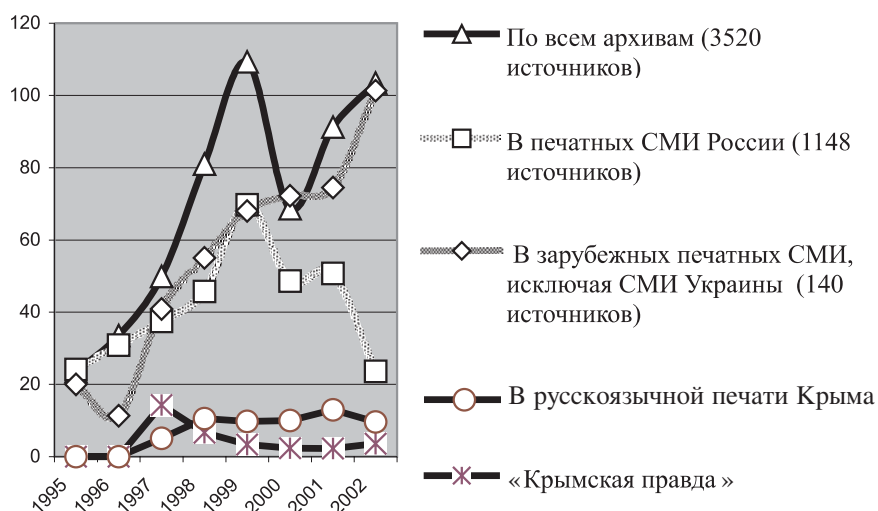 120
100
80
60
40
20
0
1995
1996
1997
1998
1999
2000
2001
2002
По всем архивам (3520
источников)
В печатных СМИ России (1148
источников)
В зарубежных печатных СМИ,
исключая СМИ Украины (140
источников)
В русскоязычной печати Крыма
«Крымская правда »